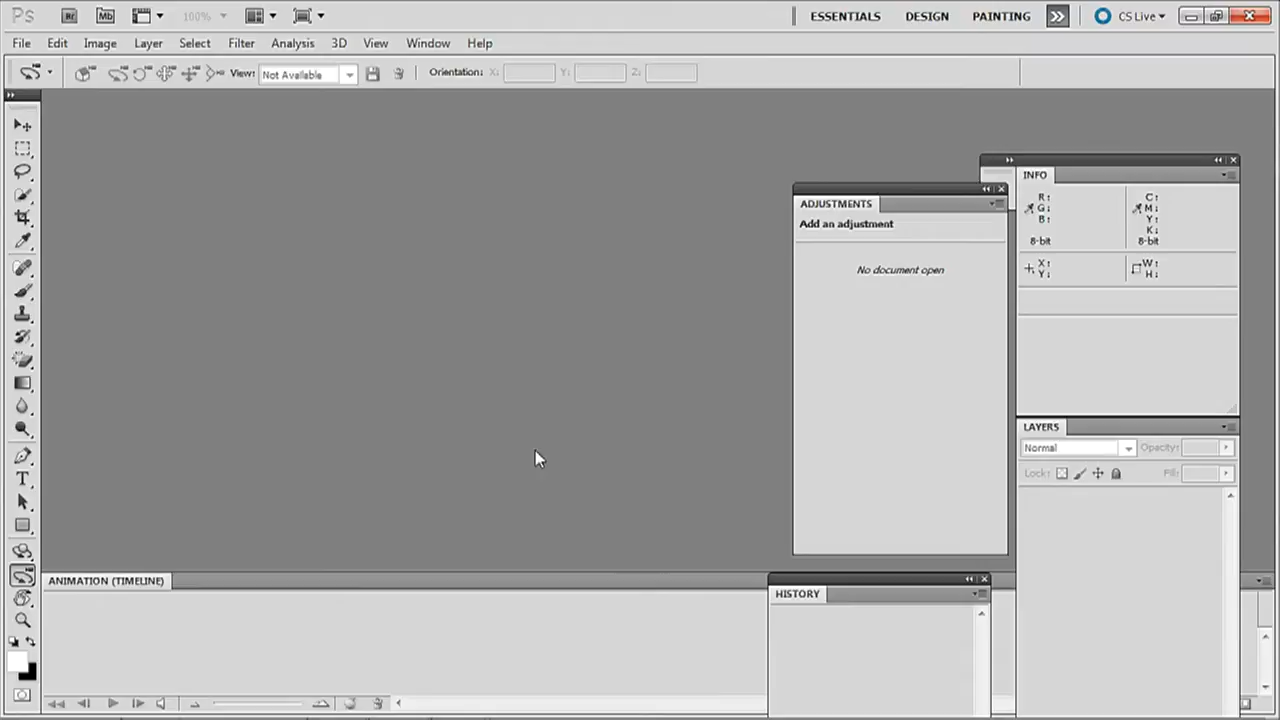 Ps Br Mb 100% ESSENTIALS DESIGN PAINTING CS Live
File Edit Image Layer Select Filter Analysis 3D View Window Help
View: Not Available Orientation: X: Y: Z:
INFO
R: C:
G: M:
B: Y:
K:
8-bit 8-bit
X: W:
Y: H:
ADJUSTMENTS
Add an adjustment
No document open
LAYERS
Normal Opacity:
Lock: Fill:
ANIMATION (TIMELINE)
HISTORY
T